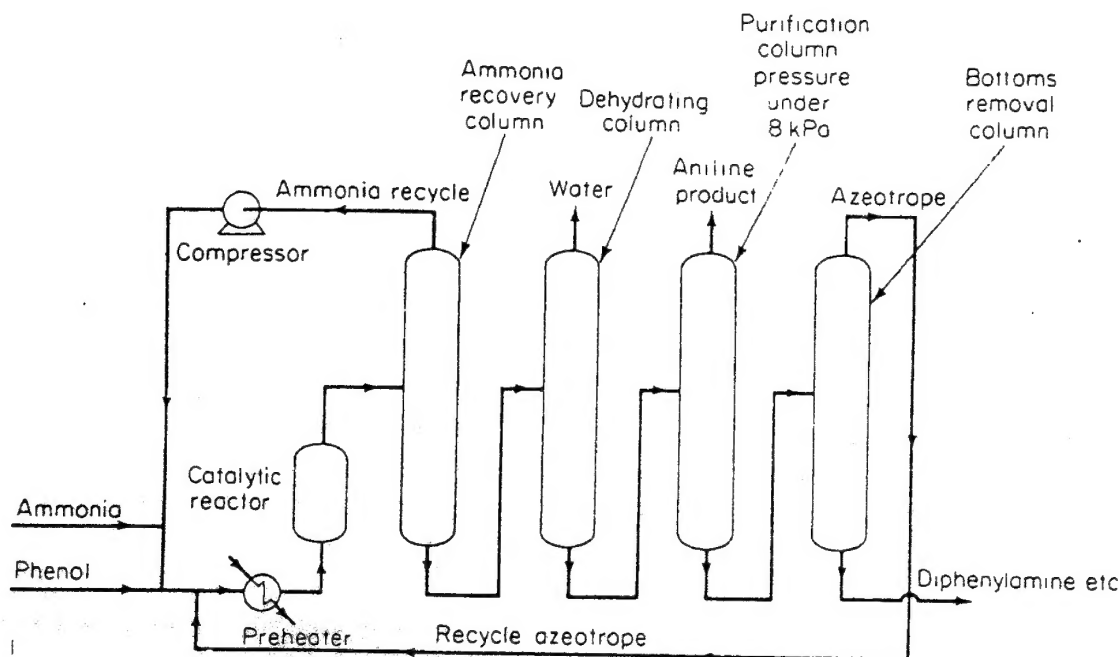 Purification
column
pressure
under
8 kPa
Ammonia
recovery
column
Dehydrating
column
Bottoms
removal
column
Ammonia recycle
Water
Aniline
product
Azeotrope
Compressor
Catalytic
reactor
Ammonia
Phenol
Preheater
Recycle azeotrope
Diphenylamine etc